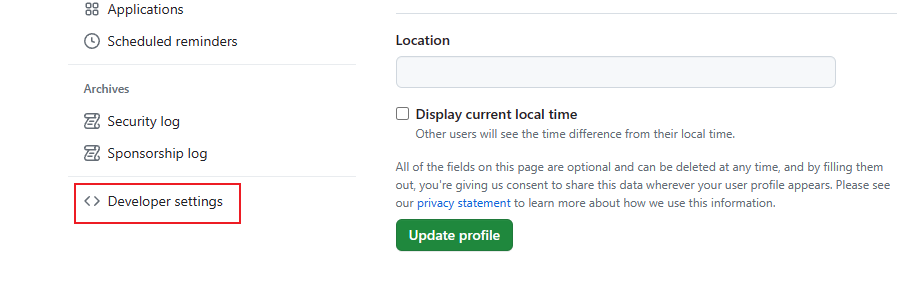 Applications
Scheduled reminders
Archives
Security log
Sponsorship log
Developer settings
Location
Display current local time
Other users will see the time difference from their local time.
All of the fields on this page are optional and can be deleted at any time, and by filling them
out, you're giving us consent to share this data wherever your user profile appears. Please see
our privacy statement to learn more about how we use this information.
Update profile